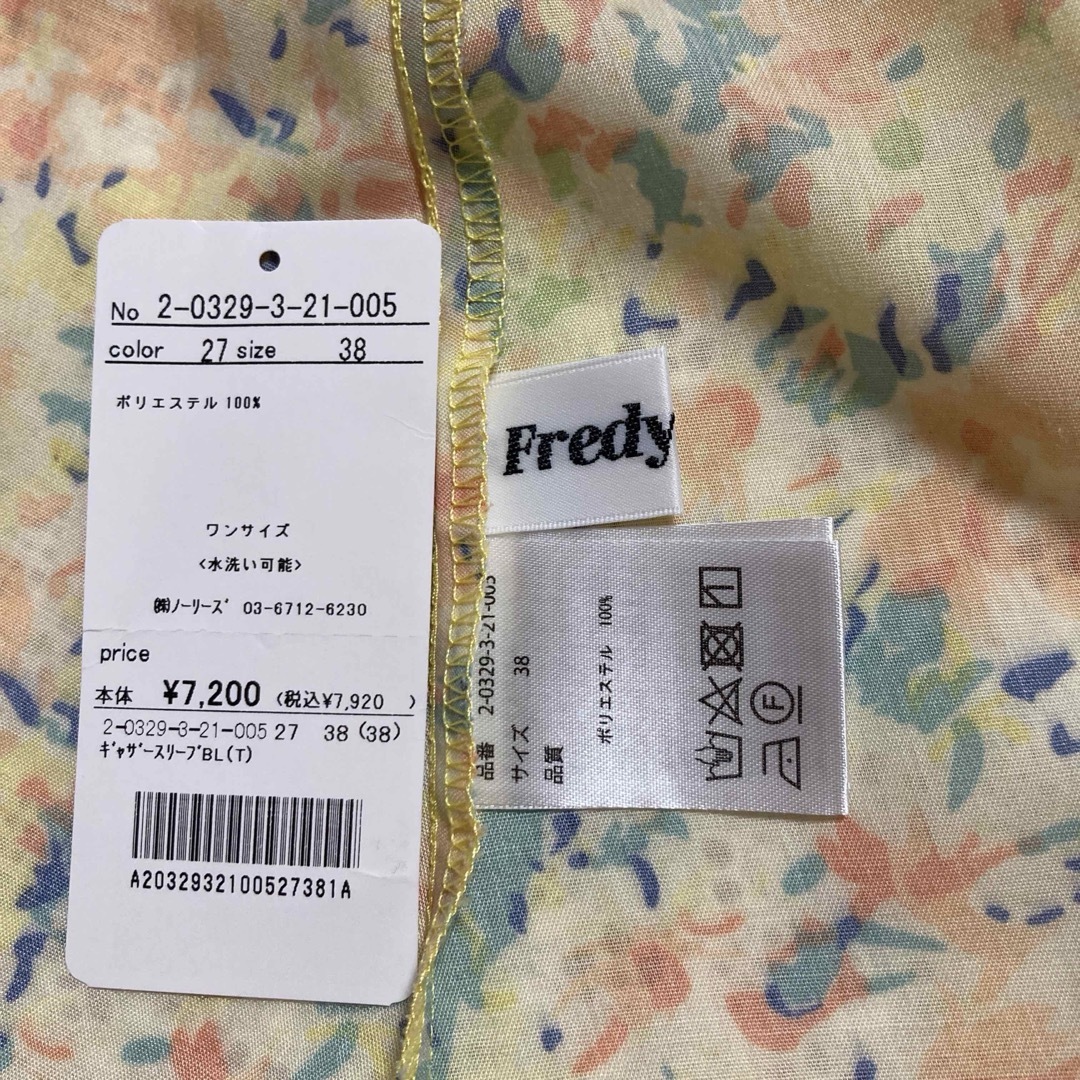 No 2-0329-3-21-005
color 27 size 38
ポリエステル 100%
ワンサイズ
<水洗い可能>
㈱ﾉｰﾘｰｽﾞ 03-6712-6230
price
本体 ¥7,200 (税込¥7,920 )
2-0329-3-21-005 27 38 (38)
ｷﾞｬｻﾞｰｽﾘｰﾌﾞBL(T)
A2032932100527381A
Fredy
品番 2-0329-3-21-005
サイズ 38
品質
ポリエステル 100%
F